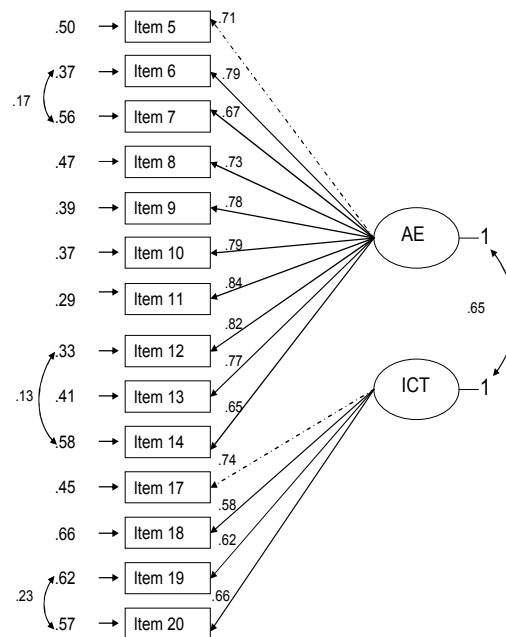 .50 Item 5 .71
.37 Item 6 .79
.17
.56 Item 7 .67
.47 Item 8 .73
.39 Item 9 .78
AE 1
.37 Item 10 .79
.29 Item 11 .84
.65
.33 Item 12 .82
.13
.41 Item 13 .77
ICT 1
.58 Item 14 .65
.45 Item 17 .74
.66 Item 18 .58
.62 Item 19 .62
.23
.57 Item 20 .66